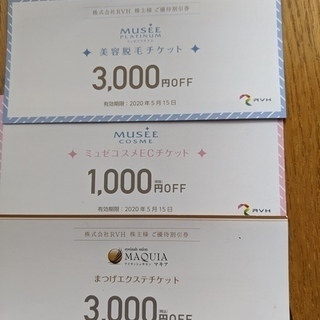 株式会社RVH 株主様 ご優待割引券
MUSÉE
PLATINUM
美容脱毛チケット
3,000円OFF
有効期限:2020年5月15日
RVH
MUSÉE
COSME
ミュゼコスメECチケット
1,000円OFF
有効期限:2020年5月15日
RVH
株式会社RVH 株主様 ご優待割引券
eyelash salon
MAQUIA
まつげエクステチケット
3,000円OFF